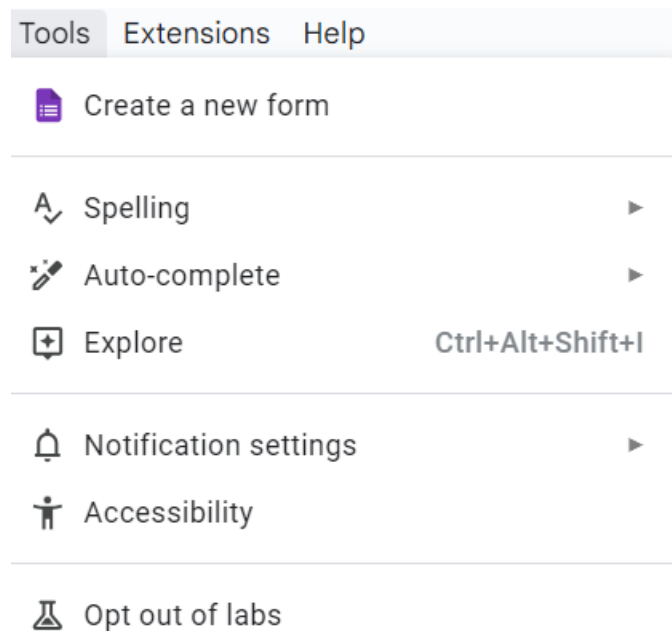 Tools Extensions Help
Create a new form
Spelling
Auto-complete
Explore Ctrl+Alt+Shift+I
Notification settings
Accessibility
Opt out of labs